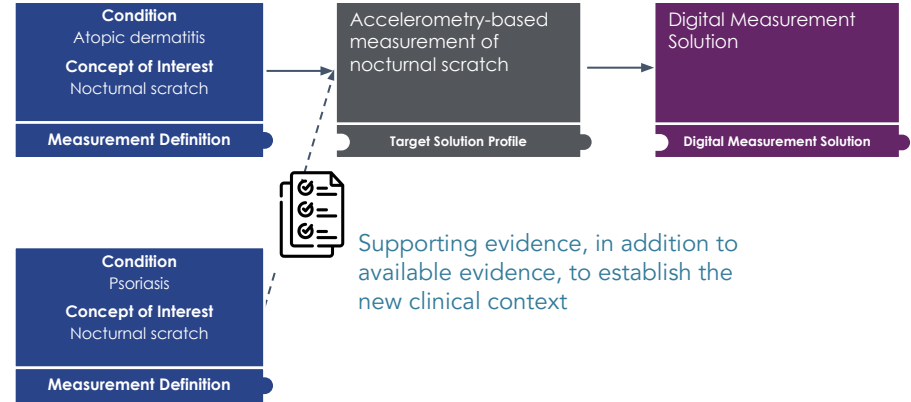 Condition
Atopic dermatitis
Concept of Interest
Nocturnal scratch
Measurement Definition
Accelerometry-based
measurement of
nocturnal scratch
Target Solution Profile
Digital Measurement
Solution
Digital Measurement Solution
Supporting evidence, in addition to
available evidence, to establish the
new clinical context
Condition
Psoriasis
Concept of Interest
Nocturnal scratch
Measurement Definition